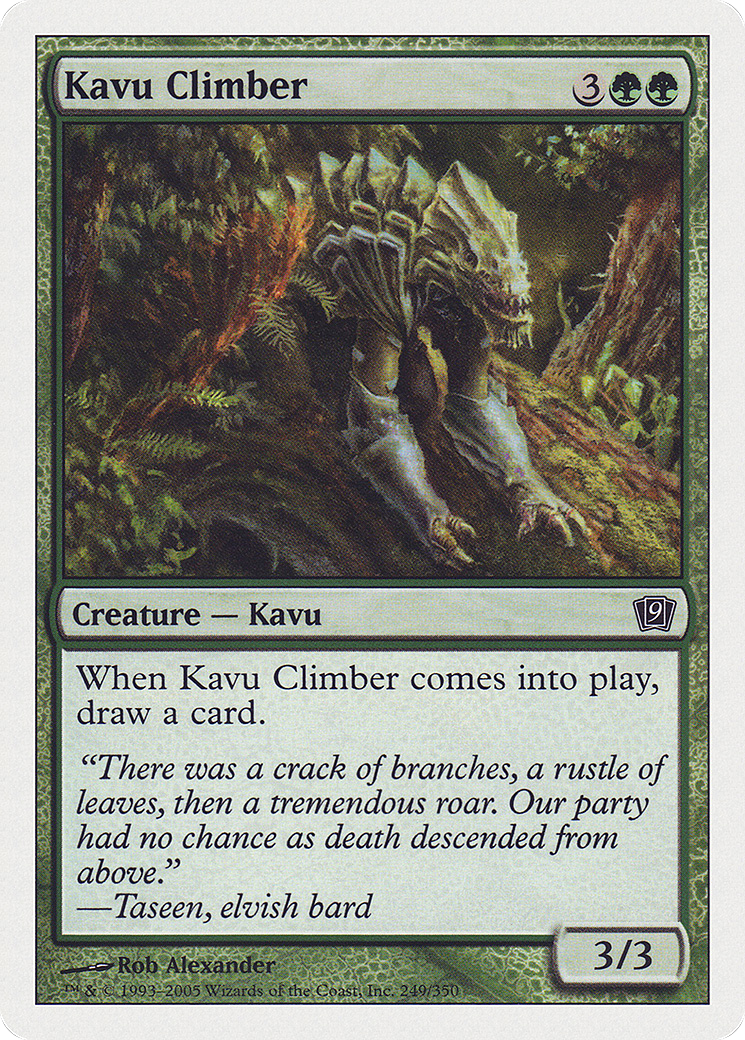 Kavu Climber 3
Creature — Kavu 9
When Kavu Climber comes into play,
draw a card.
“There was a crack of branches, a rustle of
leaves, then a tremendous roar. Our party
had no chance as death descended from
above.”
—Taseen, elvish bard
3/3
Rob Alexander
™ & © 1993–2005 Wizards of the Coast, Inc. 249/350